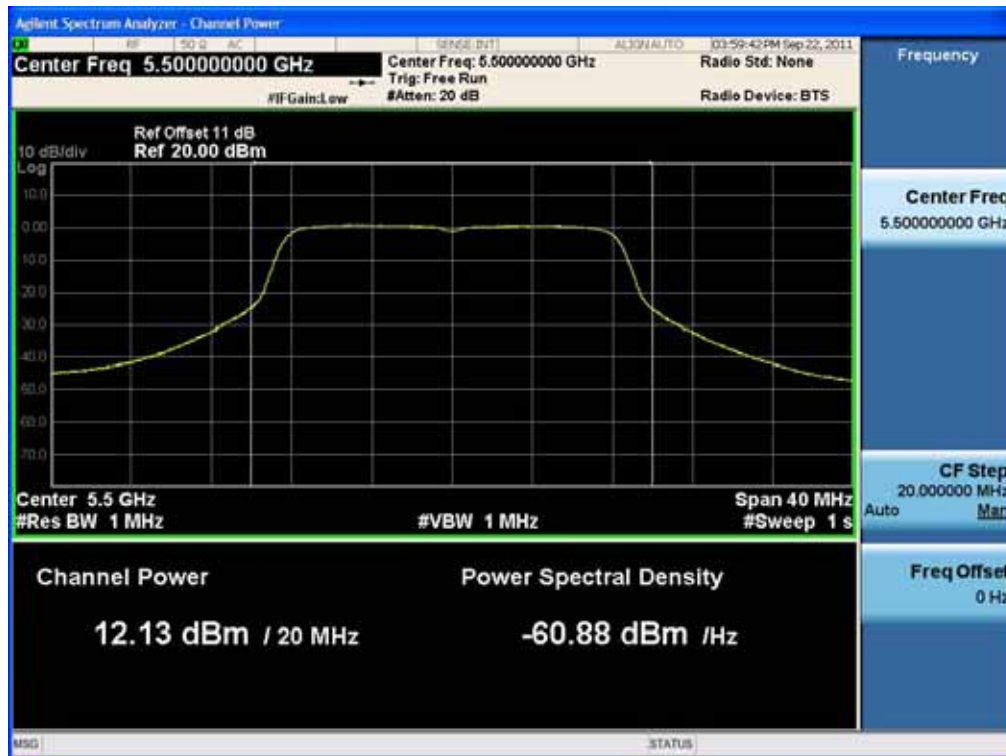 Agilent Spectrum Analyzer - Channel Power
RF 50 Ω AC SENSE:INT ALIGN AUTO 03:59:42 PM Sep 22, 2011
Center Freq 5.500000000 GHz
Center Freq: 5.500000000 GHz
Radio Std: None
Trig: Free Run
#IFGain:Low
#Atten: 20 dB
Radio Device: BTS
Ref Offset 11 dB
10 dB/div Ref 20.00 dBm
Log
10.0
0.00
-10.0
-20.0
-30.0
-40.0
-50.0
-60.0
-70.0
Center 5.5 GHz
Span 40 MHz
#Res BW 1 MHz
#VBW 1 MHz
#Sweep 1 s
Channel Power
Power Spectral Density
12.13 dBm / 20 MHz
-60.88 dBm /Hz
MSG
STATUS
Frequency
Center Freq
5.500000000 GHz
CF Step
20.000000 MHz
Auto Man
Freq Offset
0 Hz